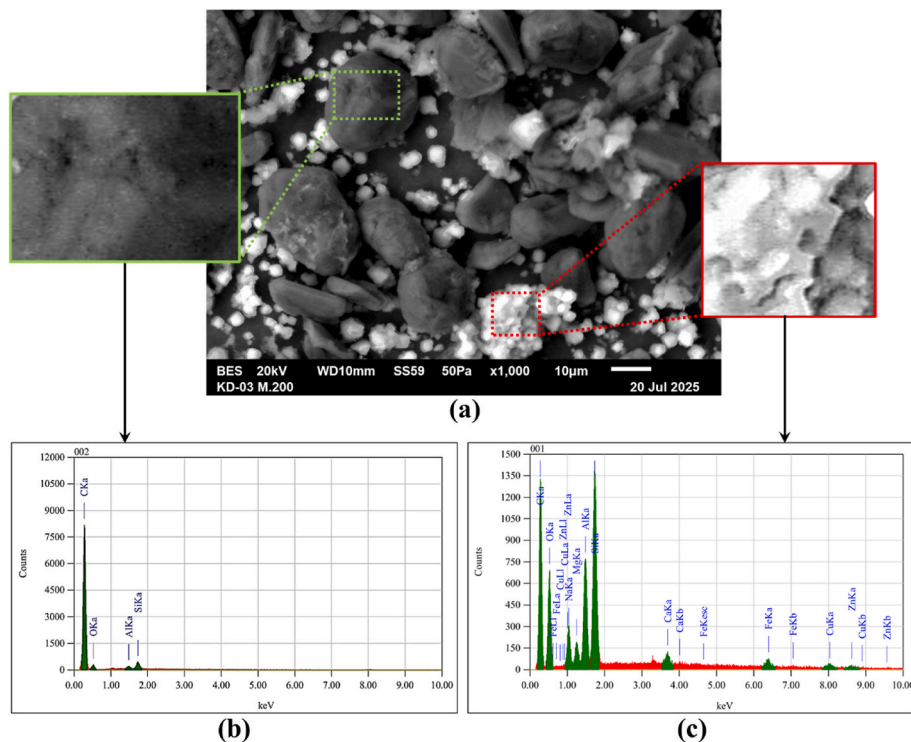 BES 20kV WD10mm SS59 50Pa x1,000 10µm
KD-03 M.200 20 Jul 2025
(a)
002
12000
10500
9000
7500
6000
4500
3000
1500
0
Counts
CKa
OKa
AlKa
SiKa
0.00 1.00 2.00 3.00 4.00 5.00 6.00 7.00 8.00 9.00 10.00
keV
(b)
001
1500
1350
1200
1050
900
750
600
450
300
150
0
Counts
CKa
OKa
FeLl
FeLa
CuLl
CuLa
ZnLl
ZnLa
NaKa
MgKa
AlKa
SiKa
CaKa
CaKb
FeKesc
FeKa
FeKb
CuKa
ZnKa
CuKb
ZnKb
0.00 1.00 2.00 3.00 4.00 5.00 6.00 7.00 8.00 9.00 10.00
keV
(c)